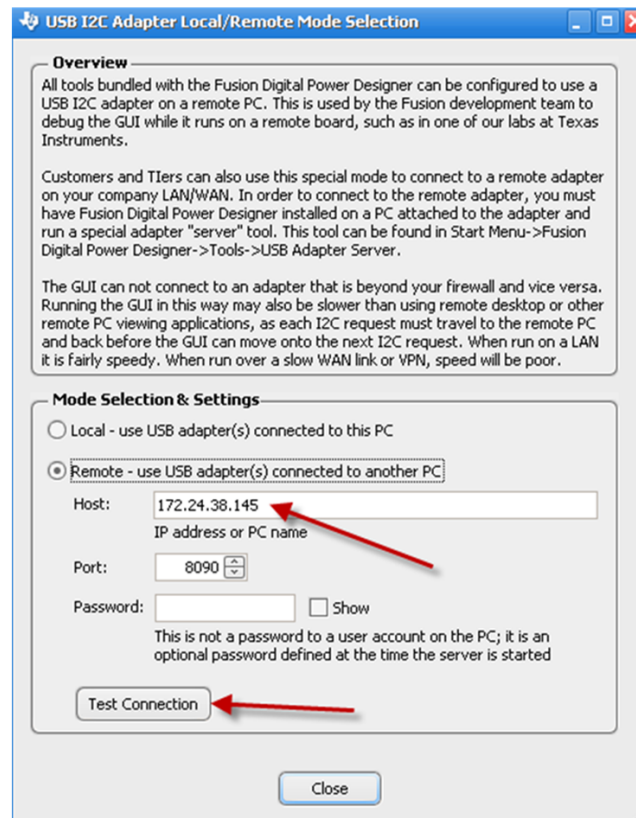 USB I2C Adapter Local/Remote Mode Selection
Overview
All tools bundled with the Fusion Digital Power Designer can be configured to use a
USB I2C adapter on a remote PC. This is used by the Fusion development team to
debug the GUI while it runs on a remote board, such as in one of our labs at Texas
Instruments.
Customers and TIers can also use this special mode to connect to a remote adapter
on your company LAN/WAN. In order to connect to the remote adapter, you must
have Fusion Digital Power Designer installed on a PC attached to the adapter and
run a special adapter "server" tool. This tool can be found in Start Menu->Fusion
Digital Power Designer->Tools->USB Adapter Server.
The GUI can not connect to an adapter that is beyond your firewall and vice versa.
Running the GUI in this way may also be slower than using remote desktop or other
remote PC viewing applications, as each I2C request must travel to the remote PC
and back before the GUI can move onto the next I2C request. When run on a LAN
it is fairly speedy. When run over a slow WAN link or VPN, speed will be poor.
Mode Selection & Settings
Local - use USB adapter(s) connected to this PC
Remote - use USB adapter(s) connected to another PC
Host: 172.24.38.145
IP address or PC name
Port: 8090
Password: Show
This is not a password to a user account on the PC; it is an
optional password defined at the time the server is started
Test Connection
Close